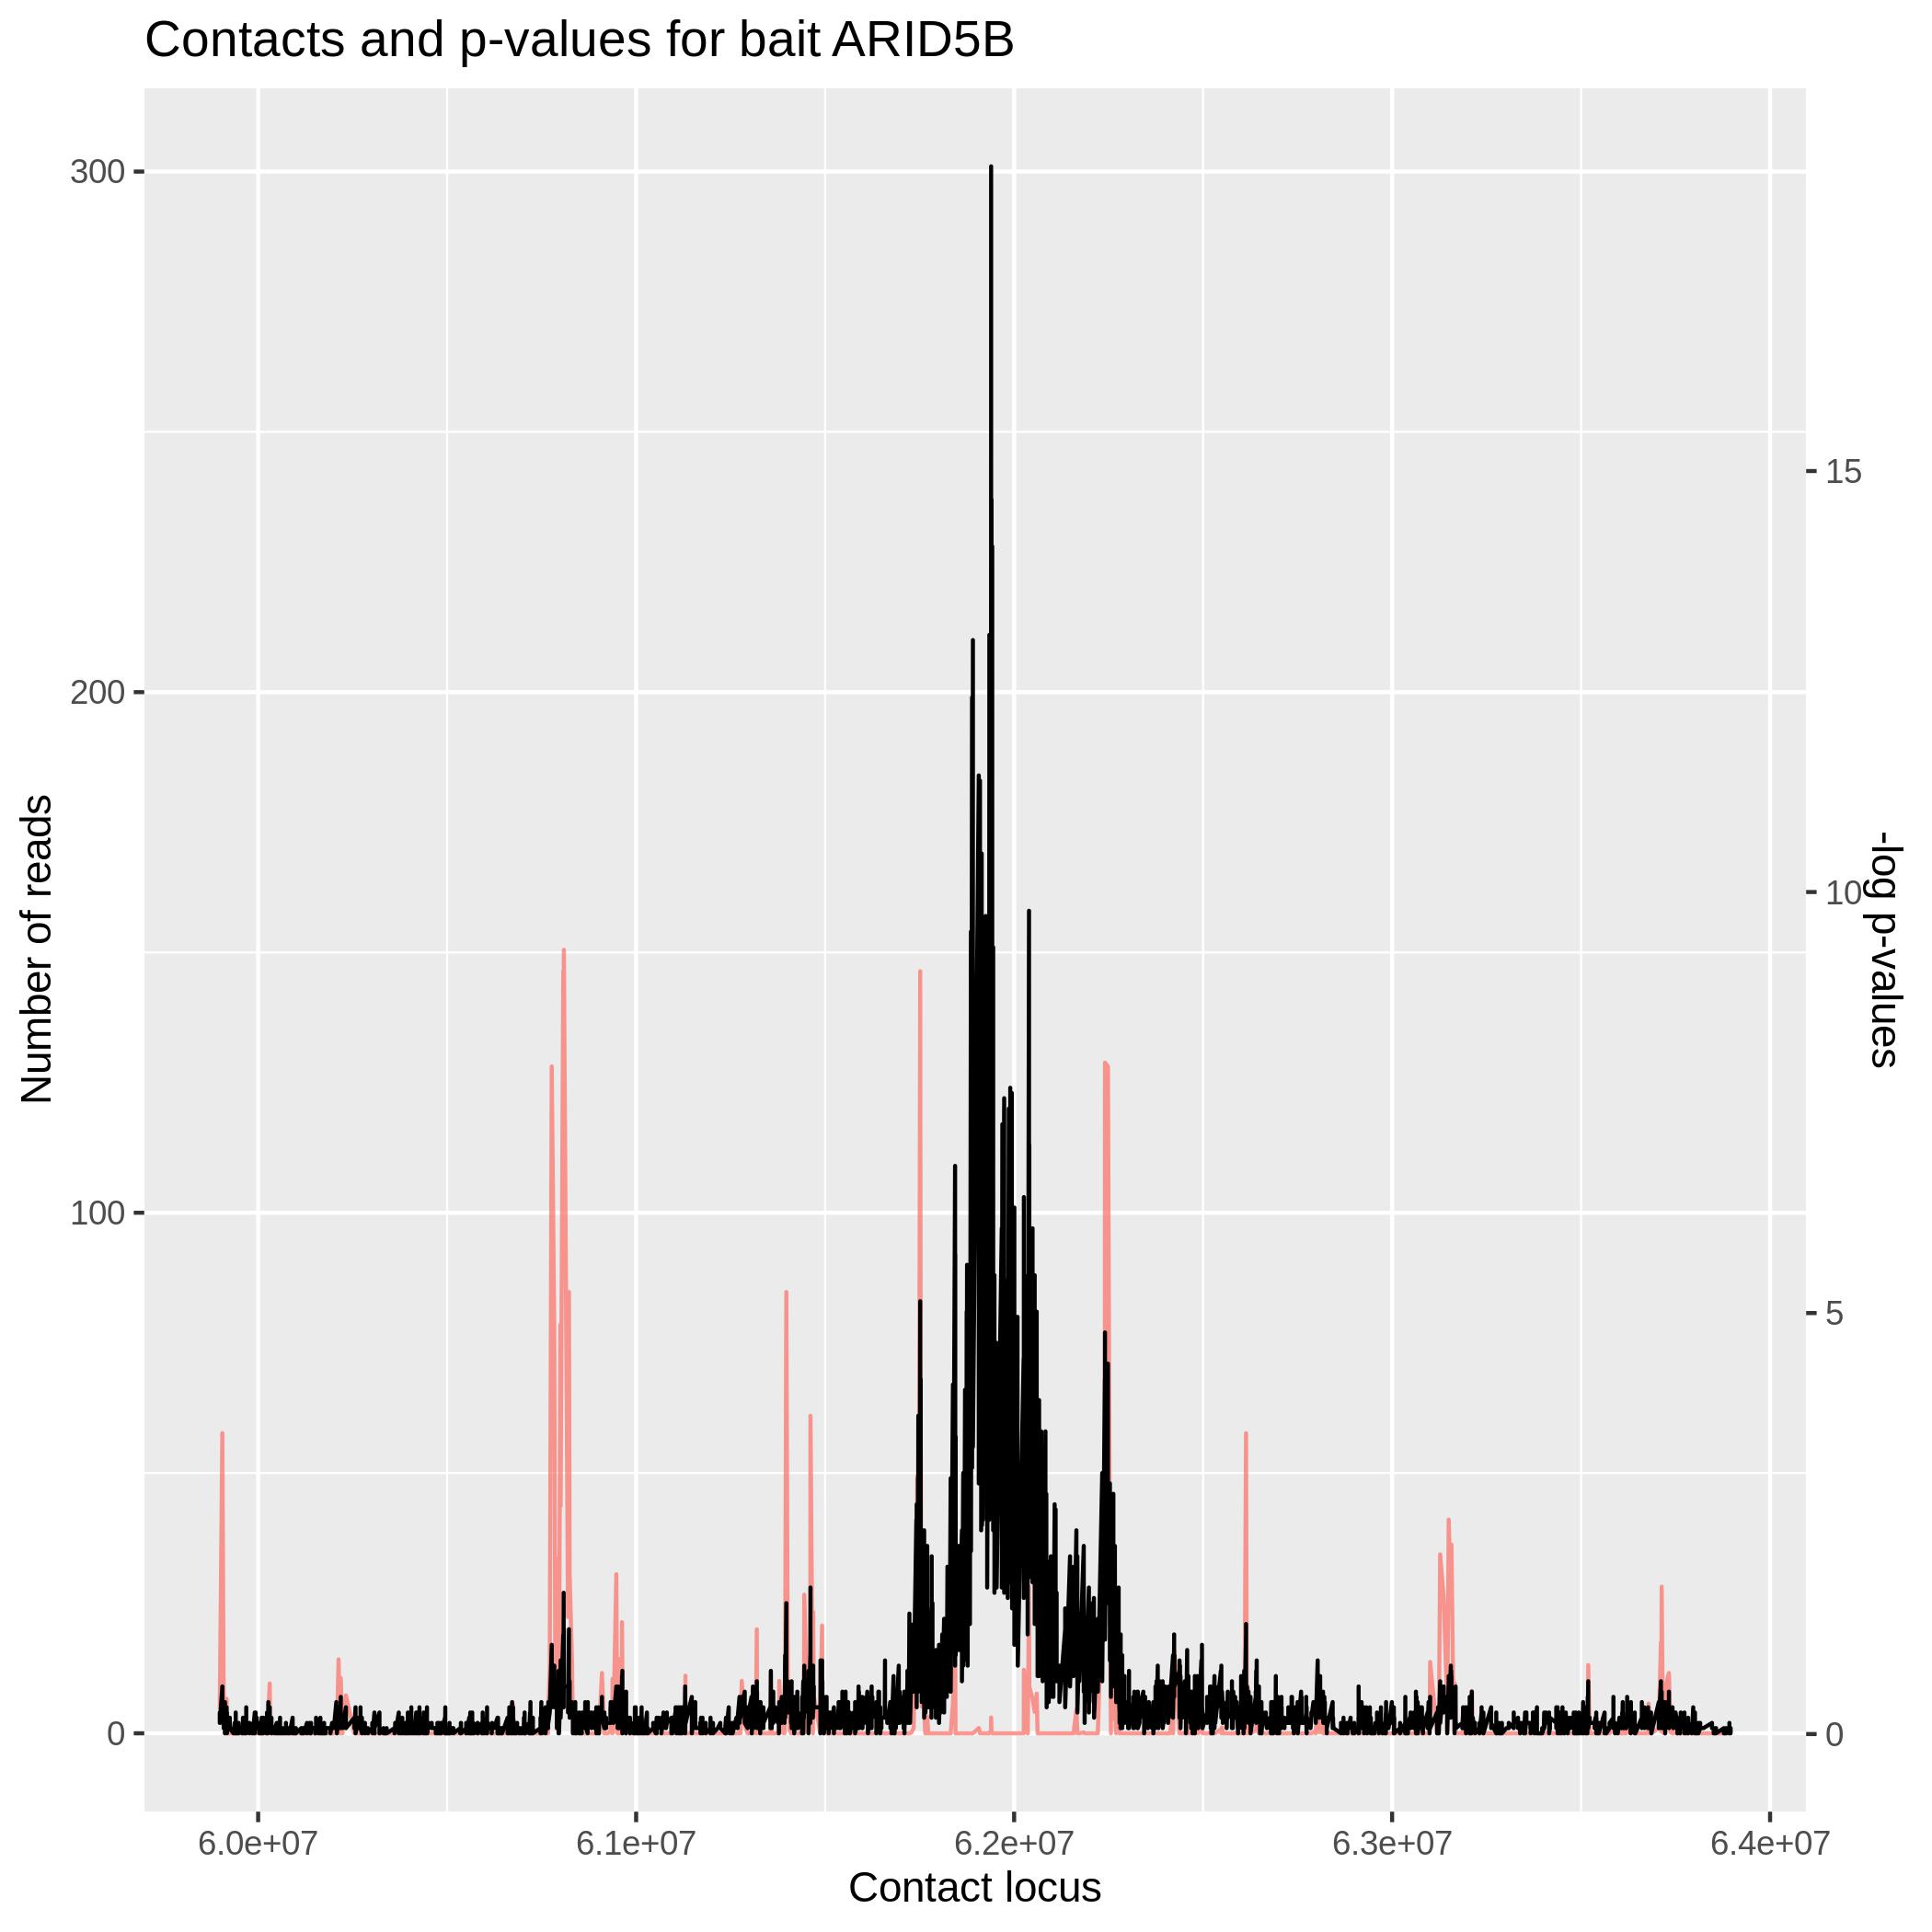 Contacts and p-values for bait ARID5B
300
200
100
0
Number of reads
15
10
5
0
-log p-values
6.0e+07
6.1e+07
6.2e+07
6.3e+07
6.4e+07
Contact locus